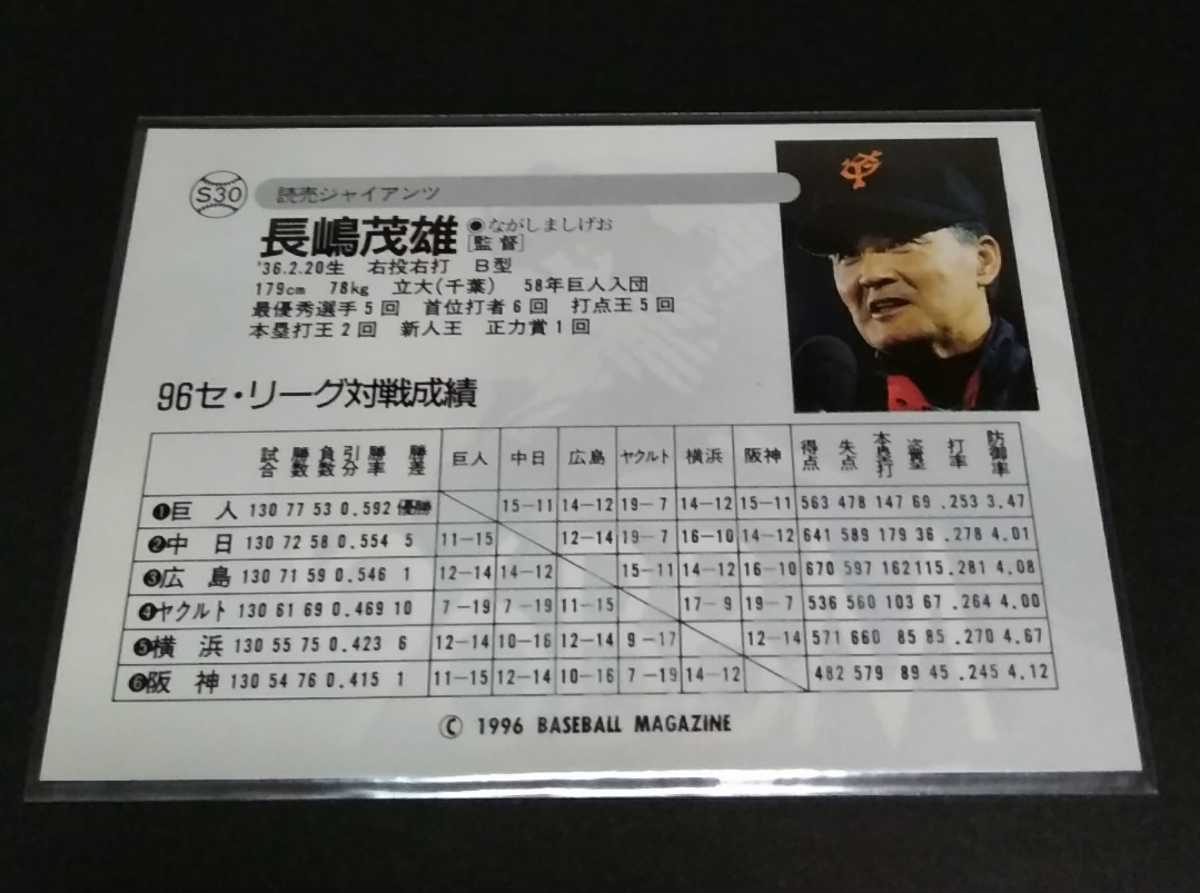 S30
読売ジャイアンツ
長嶋茂雄 ●ながしましげお
[監督]
'36.2.20生 右投右打 B型
179cm 78kg 立大(千葉) 58年巨人入団
最優秀選手5回 首位打者6回 打点王5回
本塁打王2回 新人王 正力賞1回
96セ・リーグ対戦成績
試合 勝数 負数 引分 勝率 勝差 巨人 中日 広島 ヤクルト 横浜 阪神 得点 失点 本塁打 盗塁 打率 防御率
❶巨人 130 77 53 0 .592 優勝 15-11 14-12 19-7 14-12 15-11 563 478 147 69 .253 3.47
❷中日 130 72 58 0 .554 5 11-15 12-14 19-7 16-10 14-12 641 589 179 36 .278 4.01
❸広島 130 71 59 0 .546 1 12-14 14-12 15-11 14-12 16-10 670 597 162 115 .281 4.08
❹ヤクルト 130 61 69 0 .469 10 7-19 7-19 11-15 17-9 19-7 536 560 103 67 .264 4.00
❺横浜 130 55 75 0 .423 6 12-14 10-16 12-14 9-17 12-14 571 660 85 85 .270 4.67
❻阪神 130 54 76 0 .415 1 11-15 12-14 10-16 7-19 14-12 482 579 89 45 .245 4.12
© 1996 BASEBALL MAGAZINE